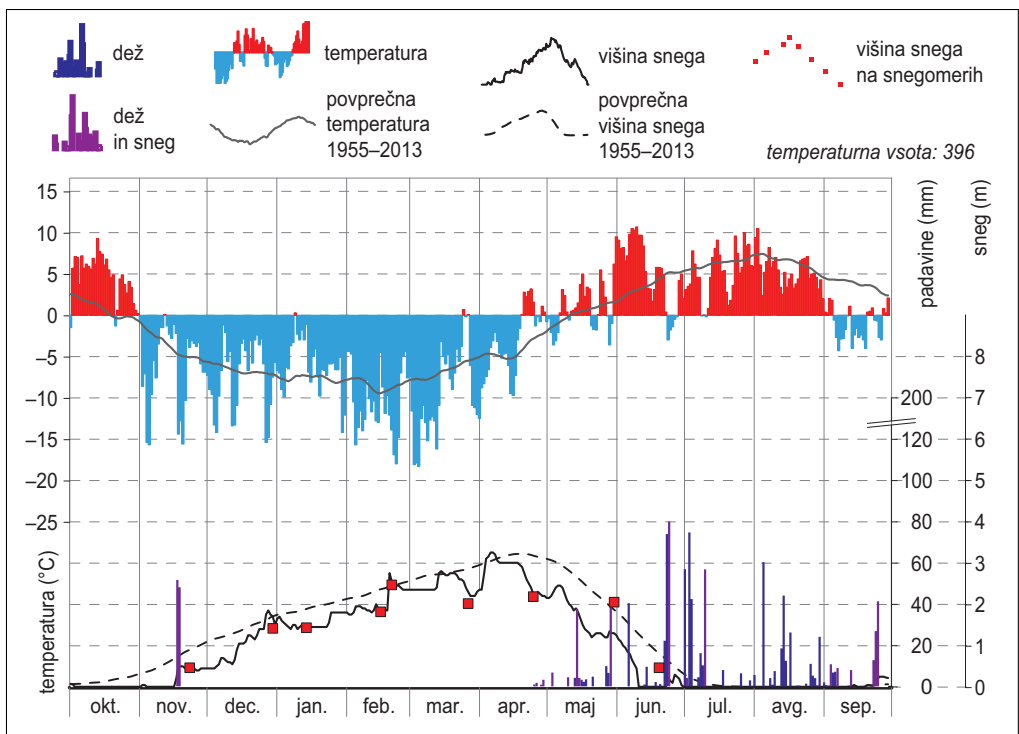 dež
temperatura
višina snega
višina snega
na snegomerih
dež
in sneg
povprečna
temperatura
1955–2013
povprečna
višina snega
1955–2013
temperaturna vsota: 396
15
10
5
0
−5
−10
−15
−20
−25
temperatura (°C)
padavine (mm)
200
120
100
80
60
40
20
0
sneg (m)
8
7
6
5
4
3
2
1
0
okt. nov. dec. jan. feb. mar. apr. maj jun. jul. avg. sep.